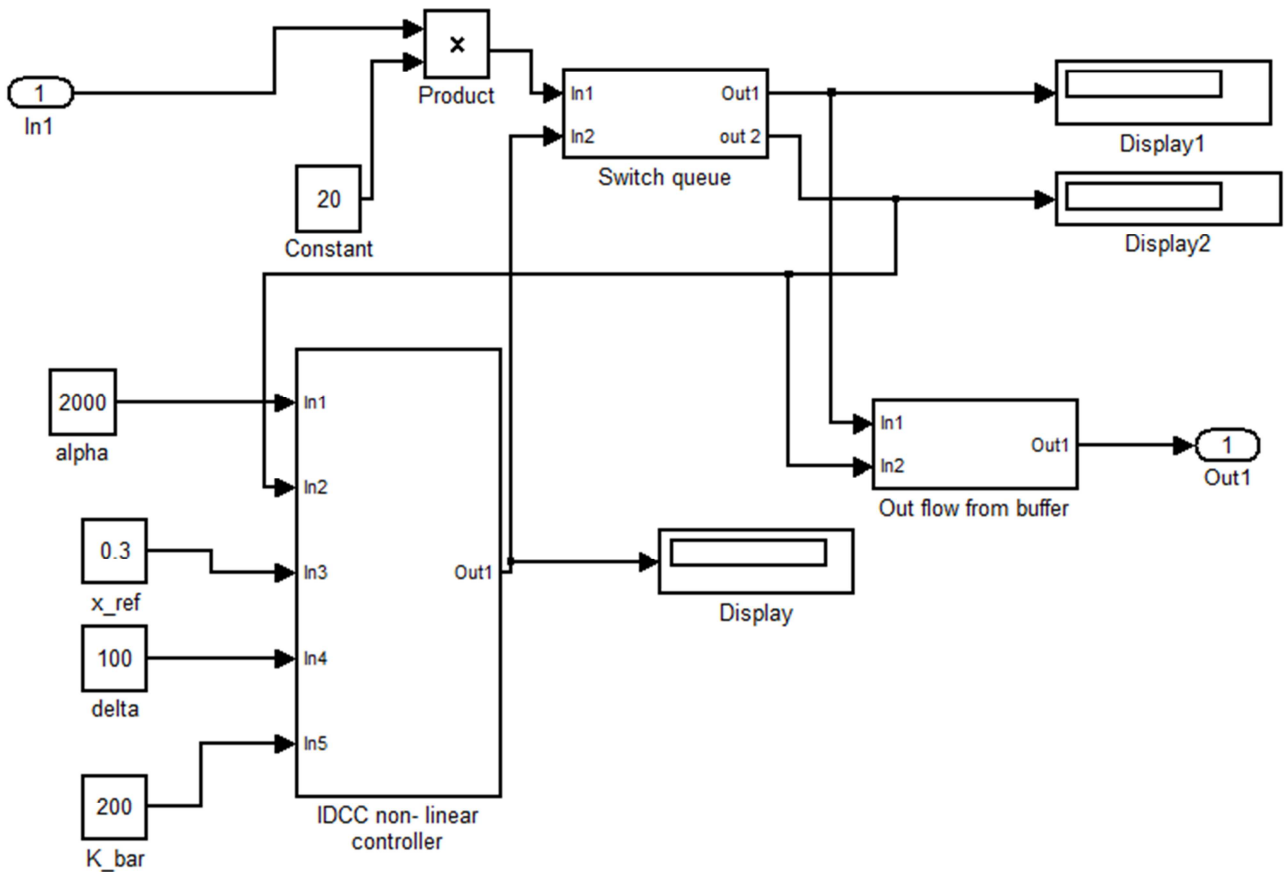 ×
Product
1
In1
In1
Out1
In2
out 2
Switch queue
Display1
20
Constant
Display2
2000
alpha
In1
In2
0.3
x_ref
In3
Out1
100
delta
In4
200
K_bar
In5
IDCC non- linear
controller
In1
In2
Out1
Out flow from buffer
1
Out1
Display